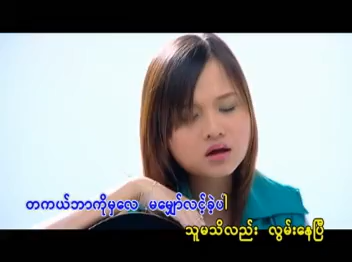 တကယ်ဘာကိုမှလေ မမျှော်လင့်ခဲ့ပါ
သူမသိလည်း လွမ်းနေပြီ